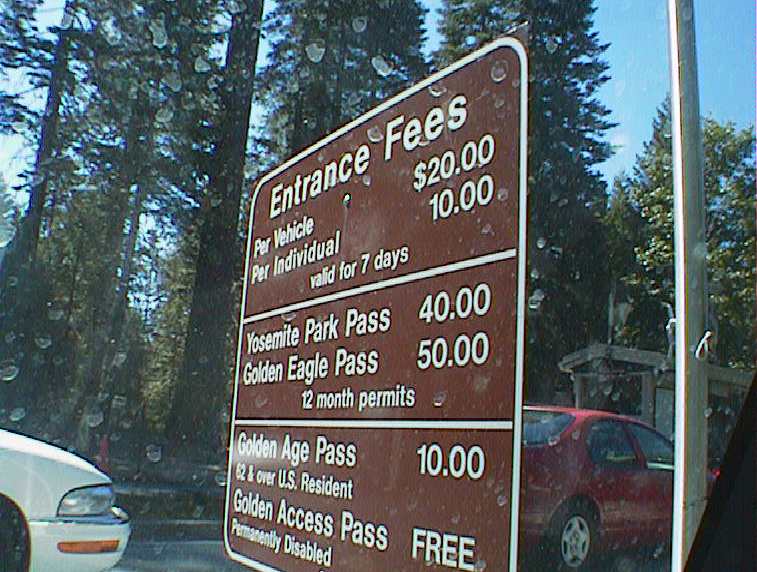 Entrance Fees
Per Vehicle $20.00
Per Individual 10.00
valid for 7 days
Yosemite Park Pass 40.00
Golden Eagle Pass 50.00
12 month permits
Golden Age Pass 10.00
62 & over U.S. Resident
Golden Access Pass FREE
Permanently Disabled